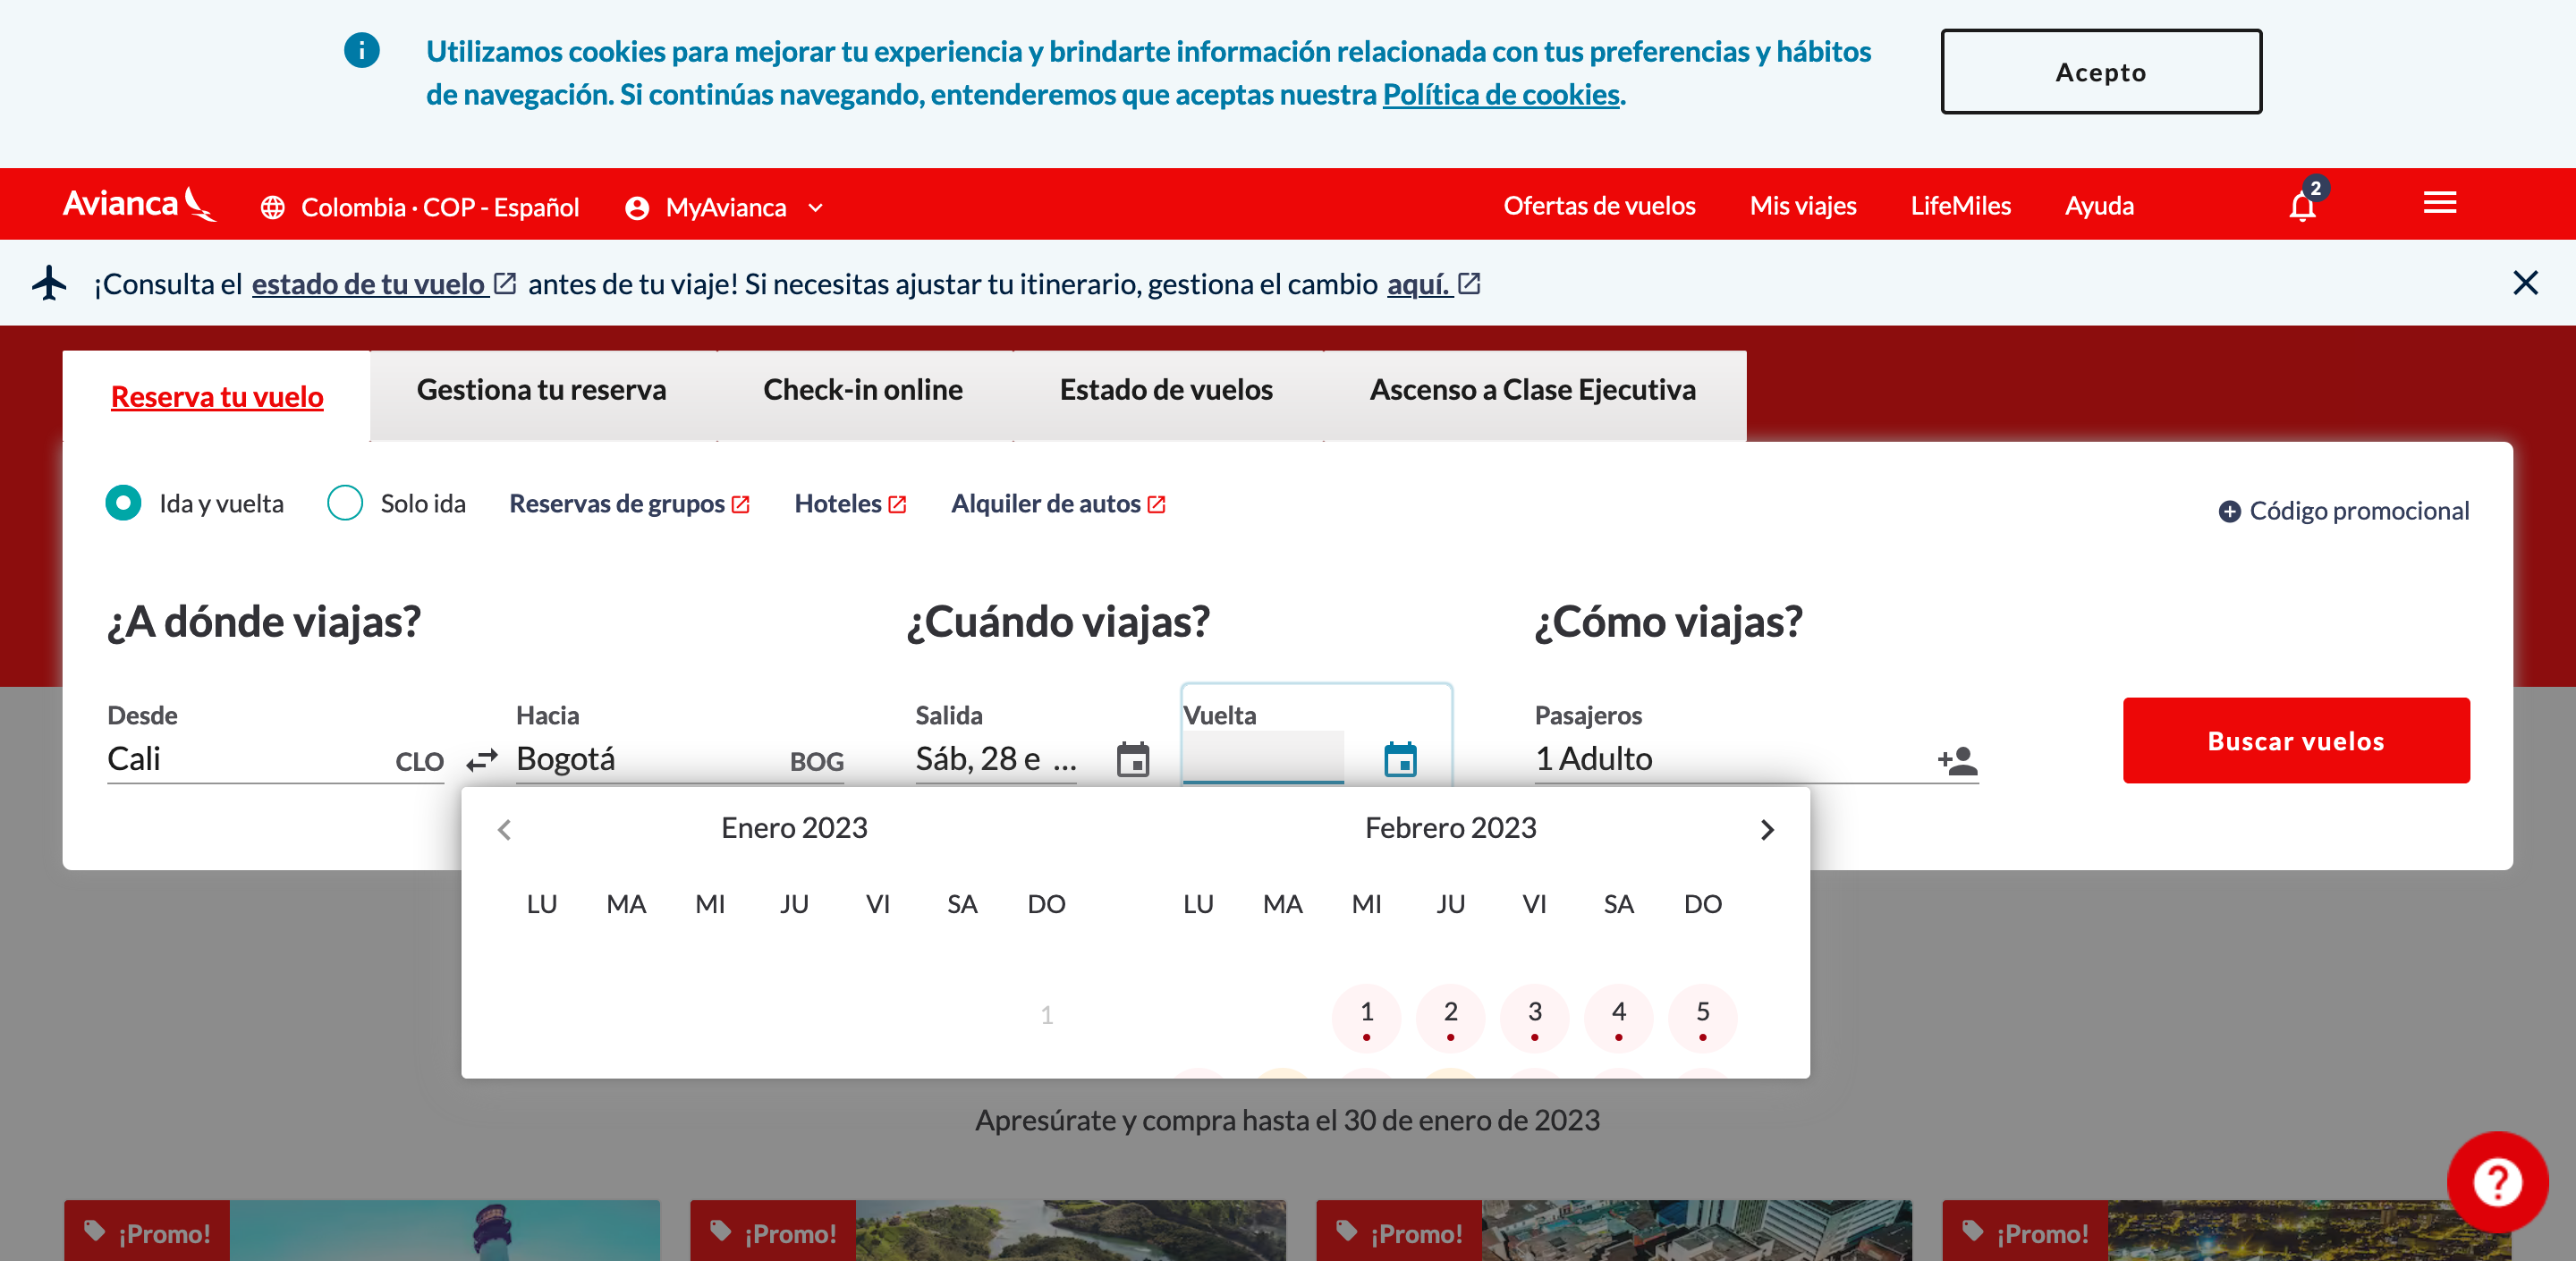 Utilizamos cookies para mejorar tu experiencia y brindarte información relacionada con tus preferencias y hábitos
de navegación. Si continúas navegando, entenderemos que aceptas nuestra Política de cookies.
Acepto
Avianca
Colombia · COP - Español
MyAvianca
Ofertas de vuelos
Mis viajes
LifeMiles
Ayuda
2
¡Consulta el estado de tu vuelo antes de tu viaje! Si necesitas ajustar tu itinerario, gestiona el cambio aquí.
Reserva tu vuelo
Gestiona tu reserva
Check-in online
Estado de vuelos
Ascenso a Clase Ejecutiva
Ida y vuelta
Solo ida
Reservas de grupos
Hoteles
Alquiler de autos
Código promocional
¿A dónde viajas?
¿Cuándo viajas?
¿Cómo viajas?
Desde
Hacia
Salida
Vuelta
Pasajeros
Cali
CLO
Bogotá
BOG
Sáb, 28 e ...
1 Adulto
Buscar vuelos
Enero 2023
Febrero 2023
LU MA MI JU VI SA DO
LU MA MI JU VI SA DO
1
1 2 3 4 5
Apresúrate y compra hasta el 30 de enero de 2023
¡Promo!
¡Promo!
¡Promo!
¡Promo!